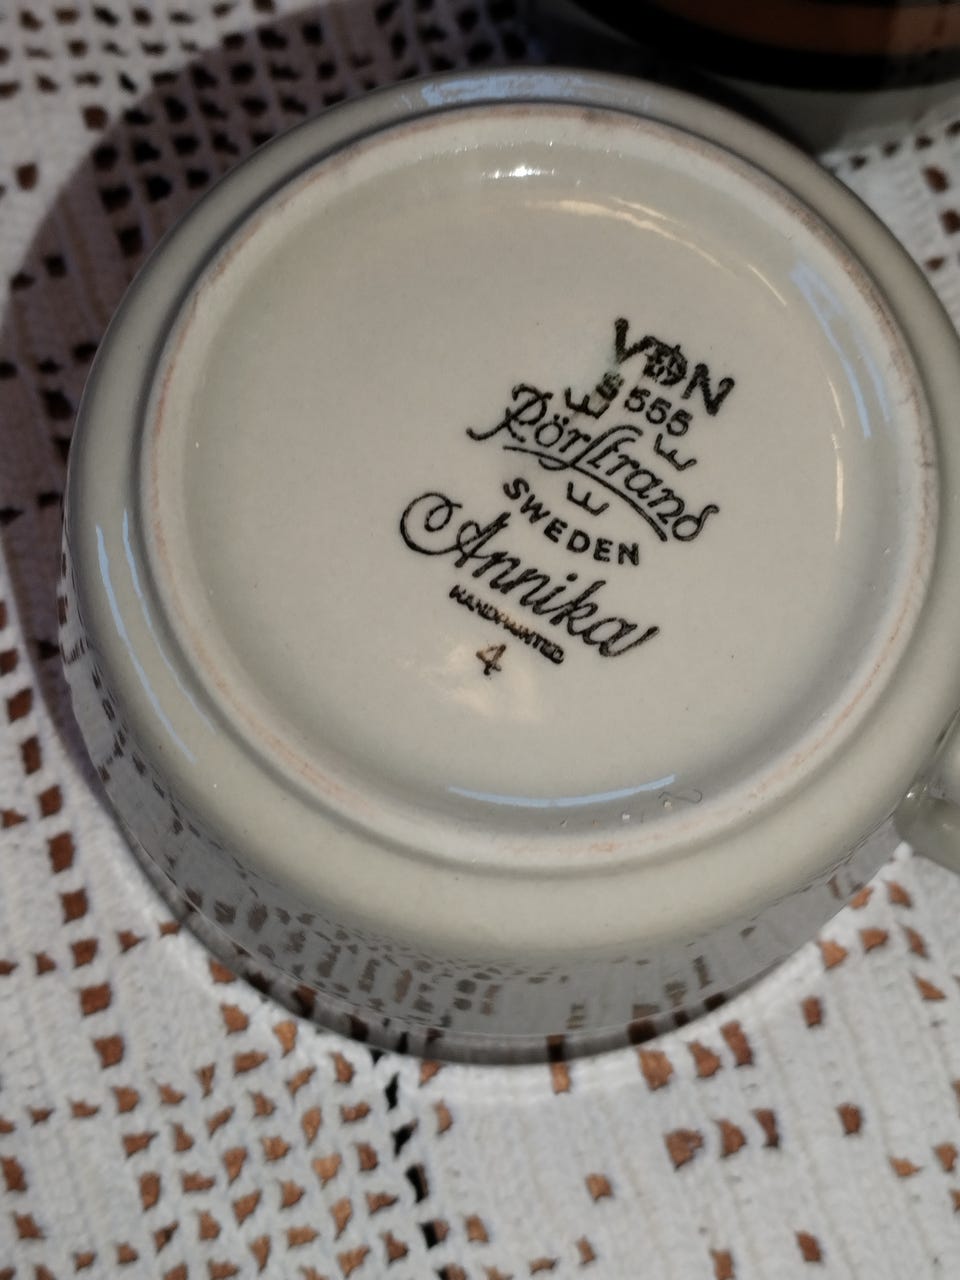 VDN
S 555
Rörstrand
SWEDEN
Annika
HANDPAINTED
4